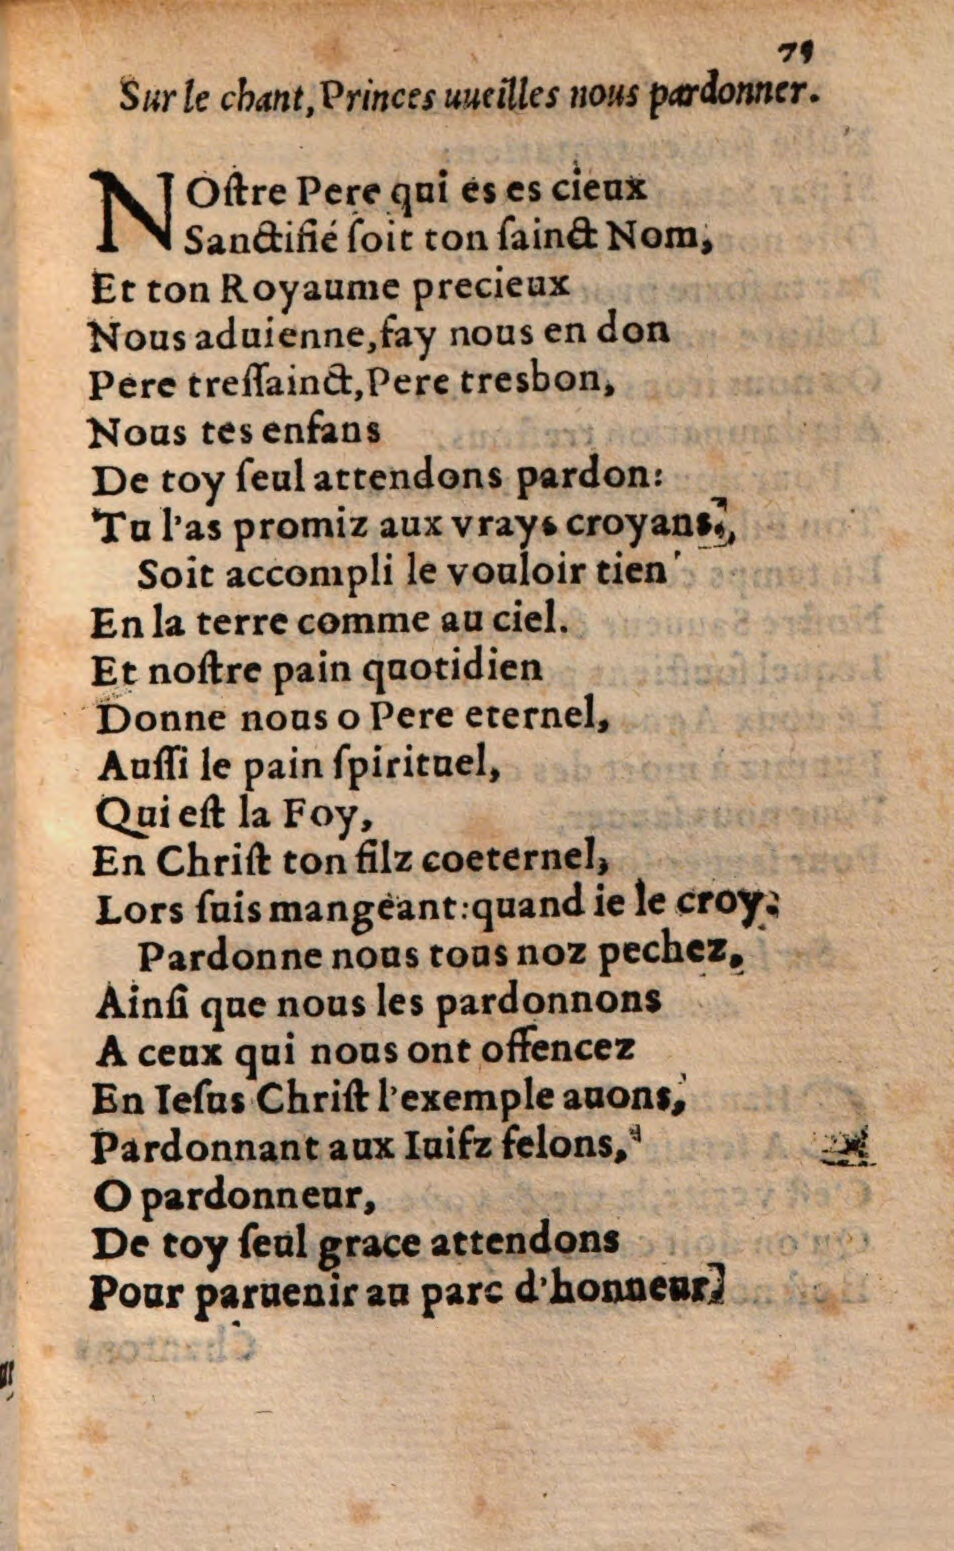 75
Sur le chant, Princes uueilles nous pardonner.
NOſtre Pere qui es es cieux
Sanctifié ſoit ton ſainct Nom,
Et ton Royaume precieux
Nous aduienne, fay nous en don
Pere treſſainct, Pere tresbon,
Nous tes enfans
De toy ſeul attendons pardon:
Tu l'as promiz aux vrays croyans.
Soit accompli le vouloir tien
En la terre comme au ciel.
Et noſtre pain quotidien
Donne nous o Pere eternel,
Auſſi le pain ſpirituel,
Qui eſt la Foy,
En Chriſt ton filz coeternel,
Lors ſuis mangeant: quand ie le croy.
Pardonne nous tous noz pechez,
Ainſi que nous les pardonnons
A ceux qui nous ont offencez
En Ieſus Chriſt l'exemple auons,
Pardonnant aux Iuifz felons,
O pardonneur,
De toy ſeul grace attendons
Pour paruenir au parc d'honneur.